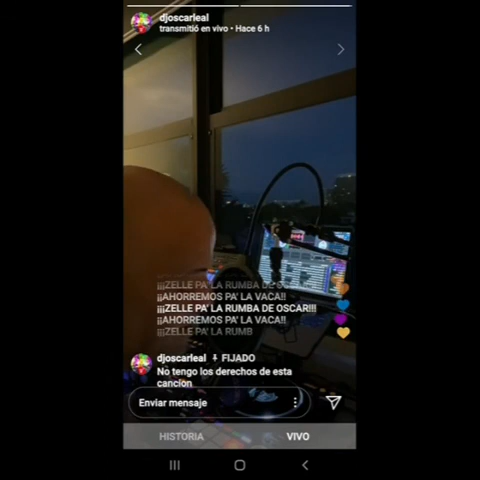 djoscarleal
transmitió en vivo • Hace 6 h
¡¡¡ZELLE PA' LA RUMBA DE OSCAR
¡¡AHORREMOS PA' LA VACA!!
¡¡¡ZELLE PA' LA RUMBA DE OSCAR!!!
¡¡AHORREMOS PA' LA VACA!!
¡¡¡ZELLE PA' LA RUMB
djoscarleal FIJADO
No tengo los derechos de esta
cancion
Enviar mensaje
HISTORIA VIVO